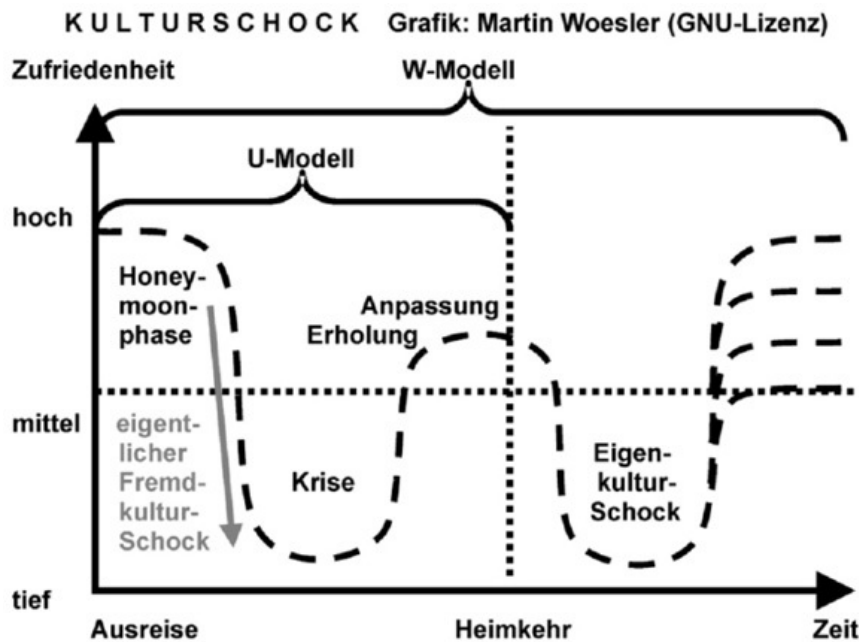 KULTURSCHOCK Grafik: Martin Woesler (GNU-Lizenz)
Zufriedenheit
W-Modell
U-Modell
hoch
Honey-
moon-
phase
Anpassung
Erholung
mittel
eigent-
licher
Fremd-
kultur-
Schock
Krise
Eigen-
kultur-
Schock
tief
Ausreise
Heimkehr
Zeit